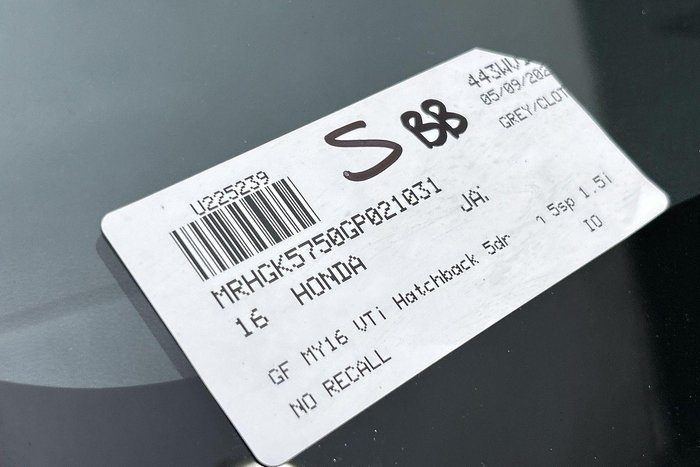 443WV
05/09/202
GREY/CLOT
S BB
U225239
MRHGK5750GP021031
16 HONDA JA
GF MY16 VTi Hatchback 5dr 5sp 1.5i
NO RECALL IO